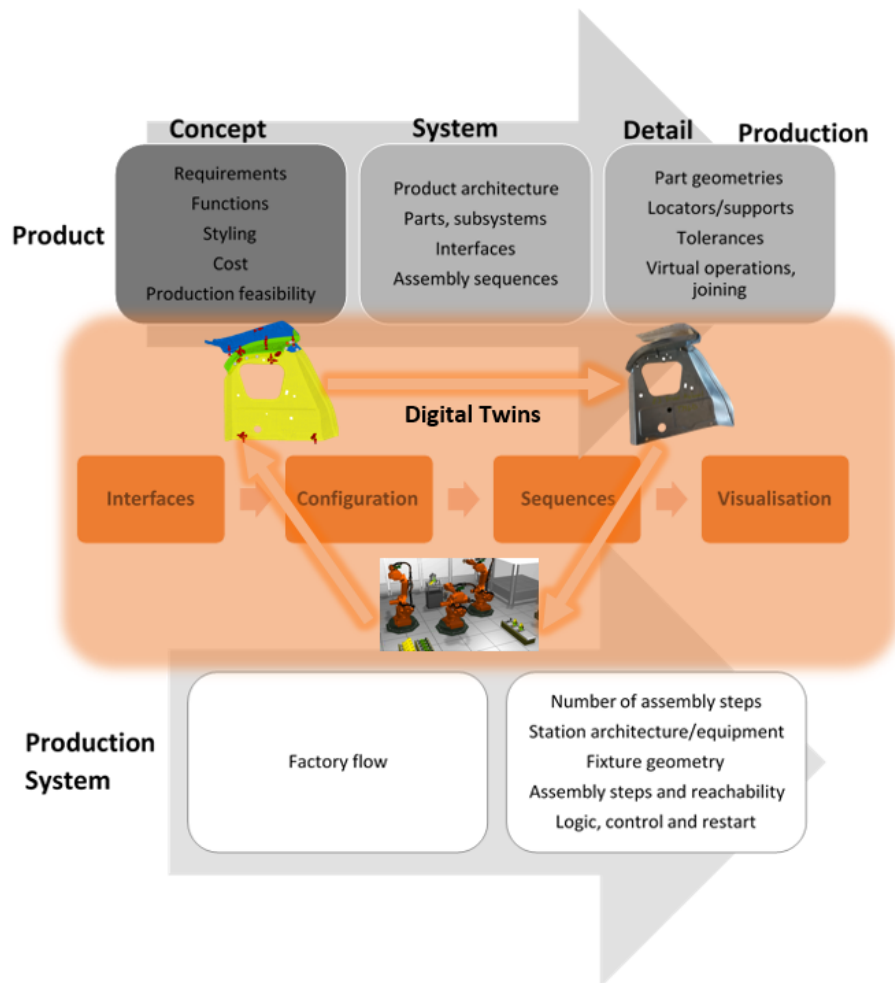 Concept
System
Detail
Production
Product
Requirements
Functions
Styling
Cost
Production feasibility
Product architecture
Parts, subsystems
Interfaces
Assembly sequences
Part geometries
Locators/supports
Tolerances
Virtual operations,
joining
Digital Twins
Interfaces
Configuration
Sequences
Visualisation
Production
System
Factory flow
Number of assembly steps
Station architecture/equipment
Fixture geometry
Assembly steps and reachability
Logic, control and restart